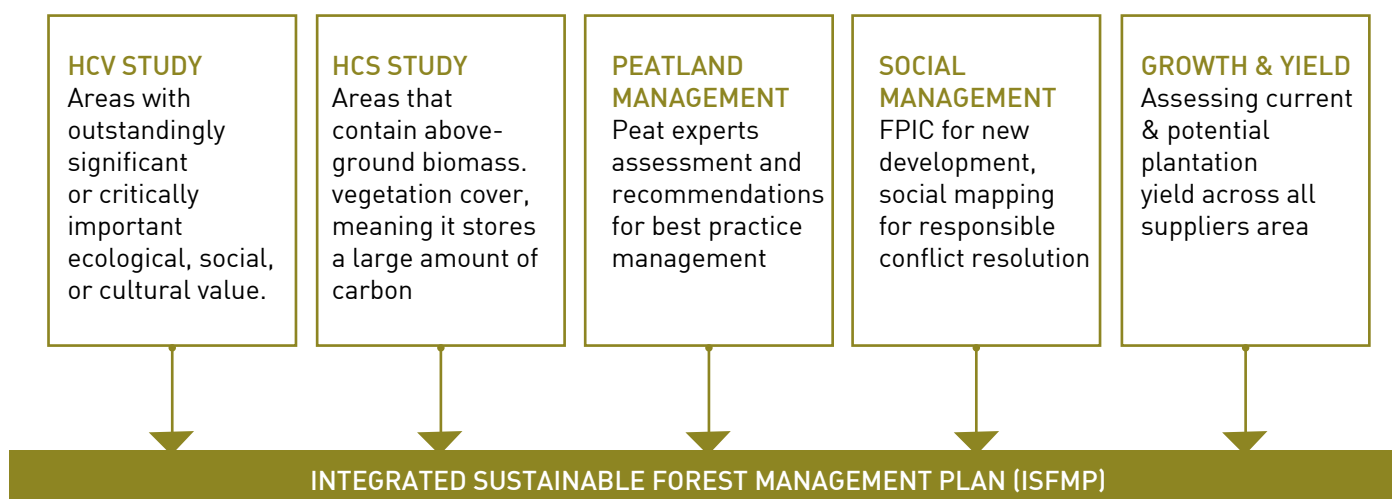 HCV STUDY
Areas with
outstandingly
significant
or critically
important
ecological, social,
or cultural value.
HCS STUDY
Areas that
contain above-
ground biomass.
vegetation cover,
meaning it stores
a large amount of
carbon
PEATLAND
MANAGEMENT
Peat experts
assessment and
recommendations
for best practice
management
SOCIAL
MANAGEMENT
FPIC for new
development,
social mapping
for responsible
conflict resolution
GROWTH & YIELD
Assessing current
& potential
plantation
yield across all
suppliers area
INTEGRATED SUSTAINABLE FOREST MANAGEMENT PLAN (ISFMP)